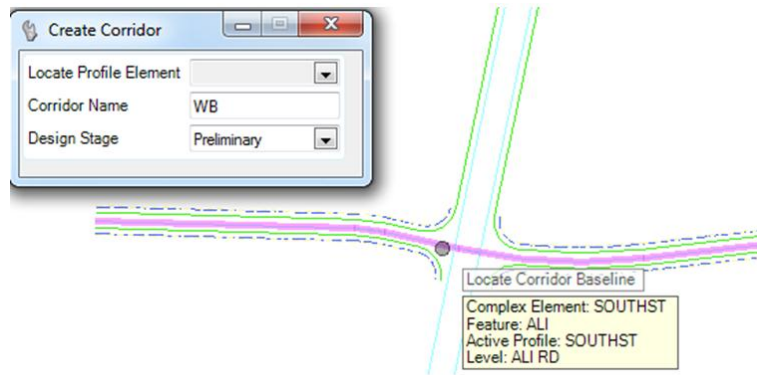 Create Corridor
Locate Profile Element
Corridor Name WB
Design Stage Preliminary
Locate Corridor Baseline
Complex Element: SOUTHST
Feature: ALI
Active Profile: SOUTHST
Level: ALI RD